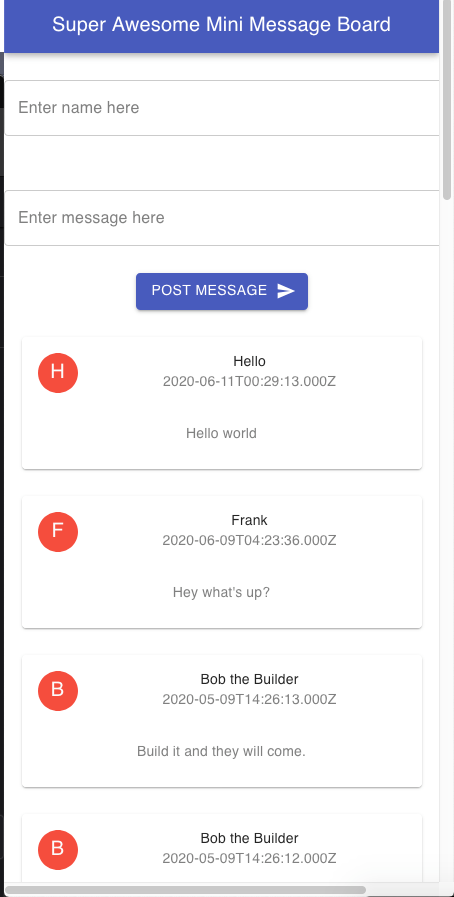 Super Awesome Mini Message Board
Enter name here
Enter message here
POST MESSAGE
H
Hello
2020-06-11T00:29:13.000Z
Hello world
F
Frank
2020-06-09T04:23:36.000Z
Hey what's up?
B
Bob the Builder
2020-05-09T14:26:13.000Z
Build it and they will come.
B
Bob the Builder
2020-05-09T14:26:12.000Z